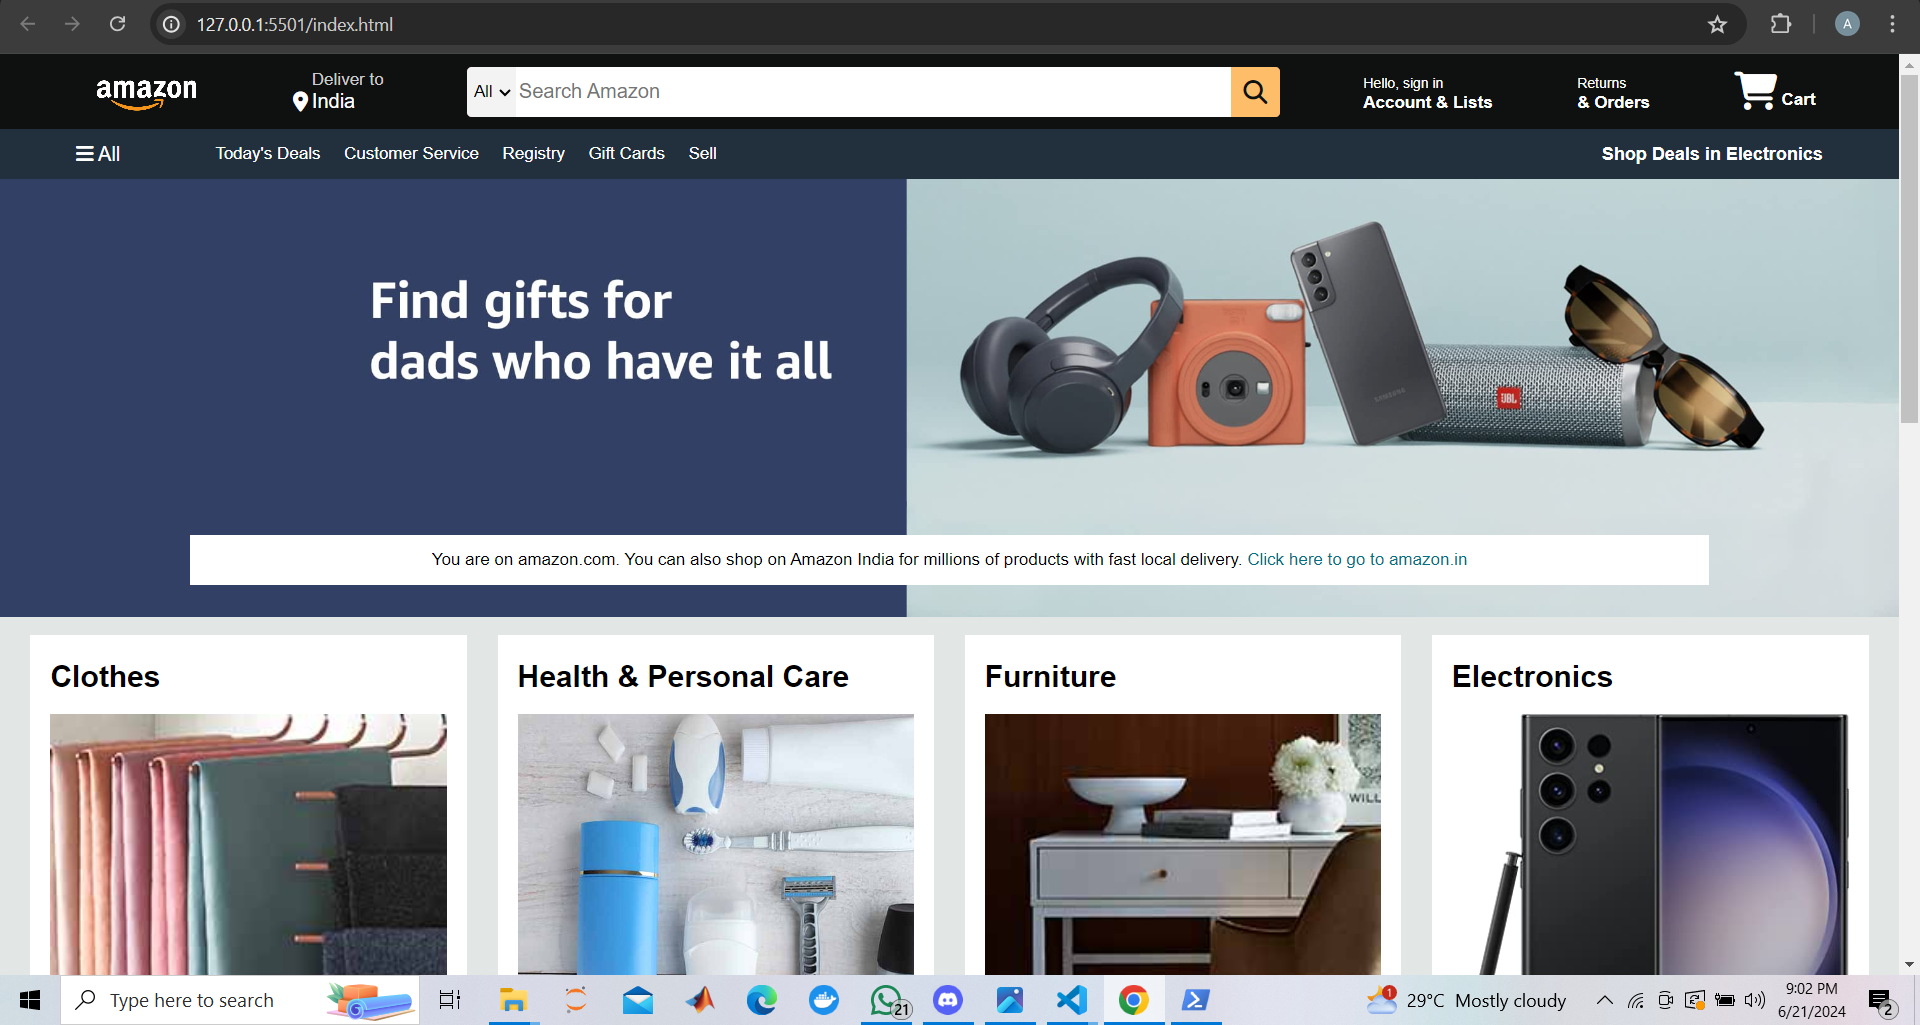 127.0.0.1:5501/index.html
A
amazon
Deliver to
India
All
Search Amazon
Hello, sign in
Account & Lists
Returns
& Orders
Cart
All
Today's Deals
Customer Service
Registry
Gift Cards
Sell
Shop Deals in Electronics
Find gifts for
dads who have it all
SAMSUNG
JBL
You are on amazon.com. You can also shop on Amazon India for millions of products with fast local delivery. Click here to go to amazon.in
Clothes
Health & Personal Care
Furniture
Electronics
WILL
Type here to search
21
1
29°C Mostly cloudy
9:02 PM
6/21/2024
2